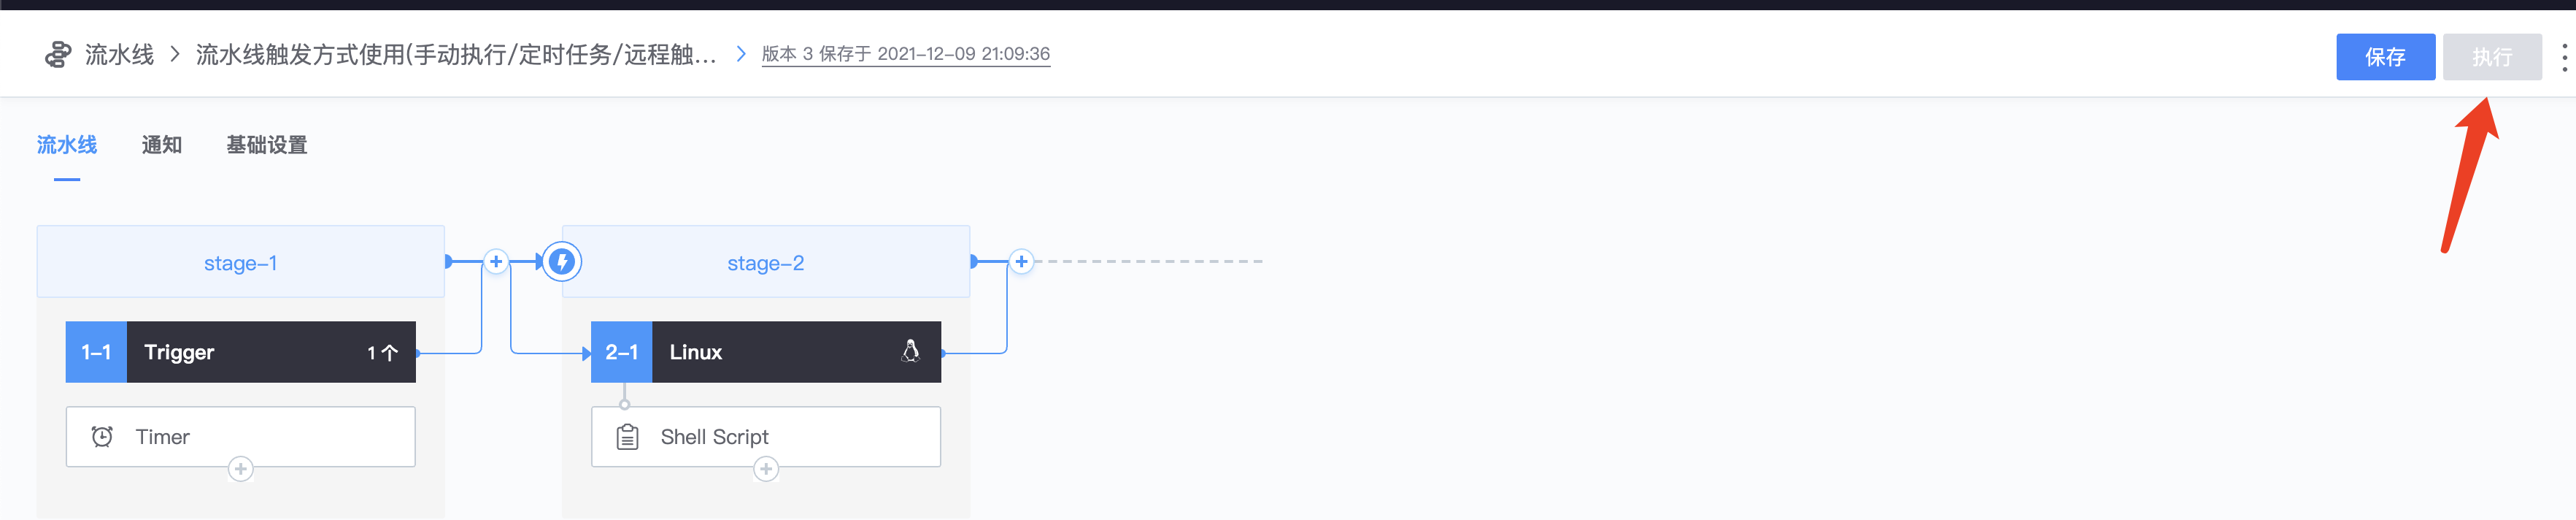 流水线 > 流水线触发方式使用(手动执行/定时任务/远程触... > 版本 3 保存于 2021-12-09 21:09:36
保存 执行
流水线 通知 基础设置
stage-1
stage-2
1-1 Trigger 1 个
2-1 Linux
Timer
Shell Script